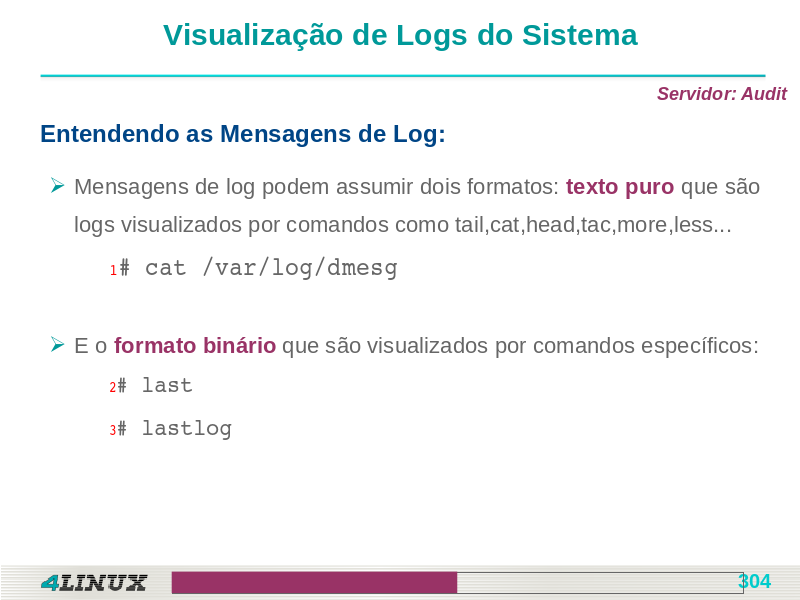 Visualização de Logs do Sistema
Servidor: Audit
Entendendo as Mensagens de Log:
Mensagens de log podem assumir dois formatos: texto puro que são
logs visualizados por comandos como tail,cat,head,tac,more,less...
1# cat /var/log/dmesg
E o formato binário que são visualizados por comandos específicos:
2# last
3# lastlog
4LINUX
304